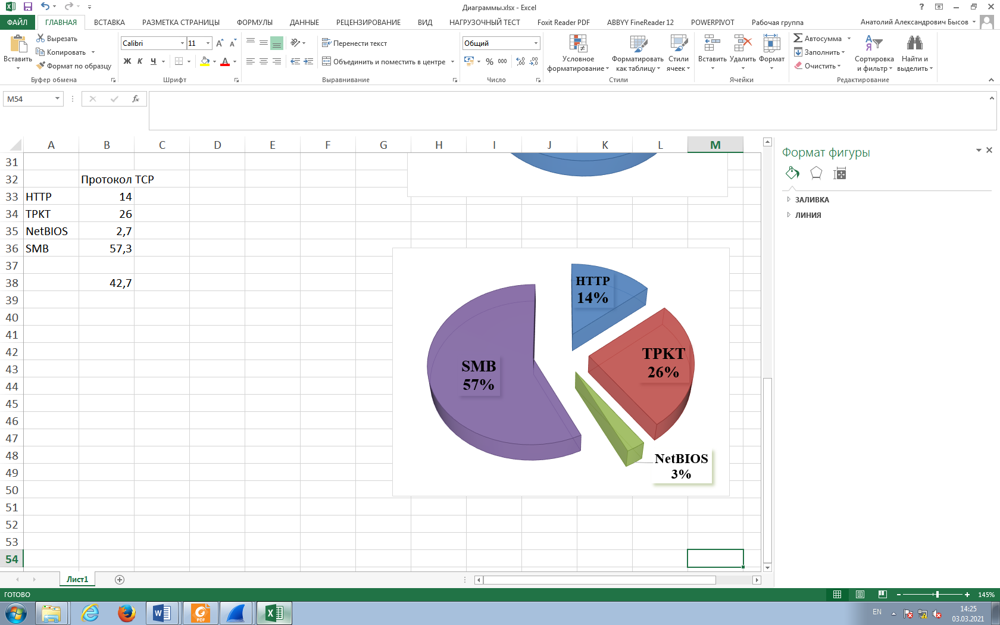 Диаграммы.xlsx - Excel
ФАЙЛ ГЛАВНАЯ ВСТАВКА РАЗМЕТКА СТРАНИЦЫ ФОРМУЛЫ ДАННЫЕ РЕЦЕНЗИРОВАНИЕ ВИД НАГРУЗОЧНЫЙ ТЕСТ Foxit Reader PDF ABBYY FineReader 12 POWERPIVOT Рабочая группа Анатолий Александрович Бысов
Вставить
Вырезать
Копировать
Формат по образцу
Буфер обмена
Calibri 11
Ж К Ч
Шрифт
Перенести текст
Объединить и поместить в центре
Выравнивание
Общий
% 000
Число
Условное форматирование
Форматировать как таблицу
Стили ячеек
Стили
Вставить Удалить Формат
Ячейки
Автосумма
Заполнить
Очистить
Сортировка и фильтр
Найти и выделить
Редактирование
M54
fx
A B C D E F G H I J K L M
31
32 Протокол TCP
33 HTTP 14
34 TPKT 26
35 NetBIOS 2,7
36 SMB 57,3
37
38 42,7
39
40
41
42
43
44
45
46
47
48
49
50
51
52
53
54
HTTP
14%
TPKT
26%
SMB
57%
NetBIOS
3%
Формат фигуры
ЗАЛИВКА
ЛИНИЯ
Лист1
ГОТОВО
145%
EN
14:25
03.03.2021